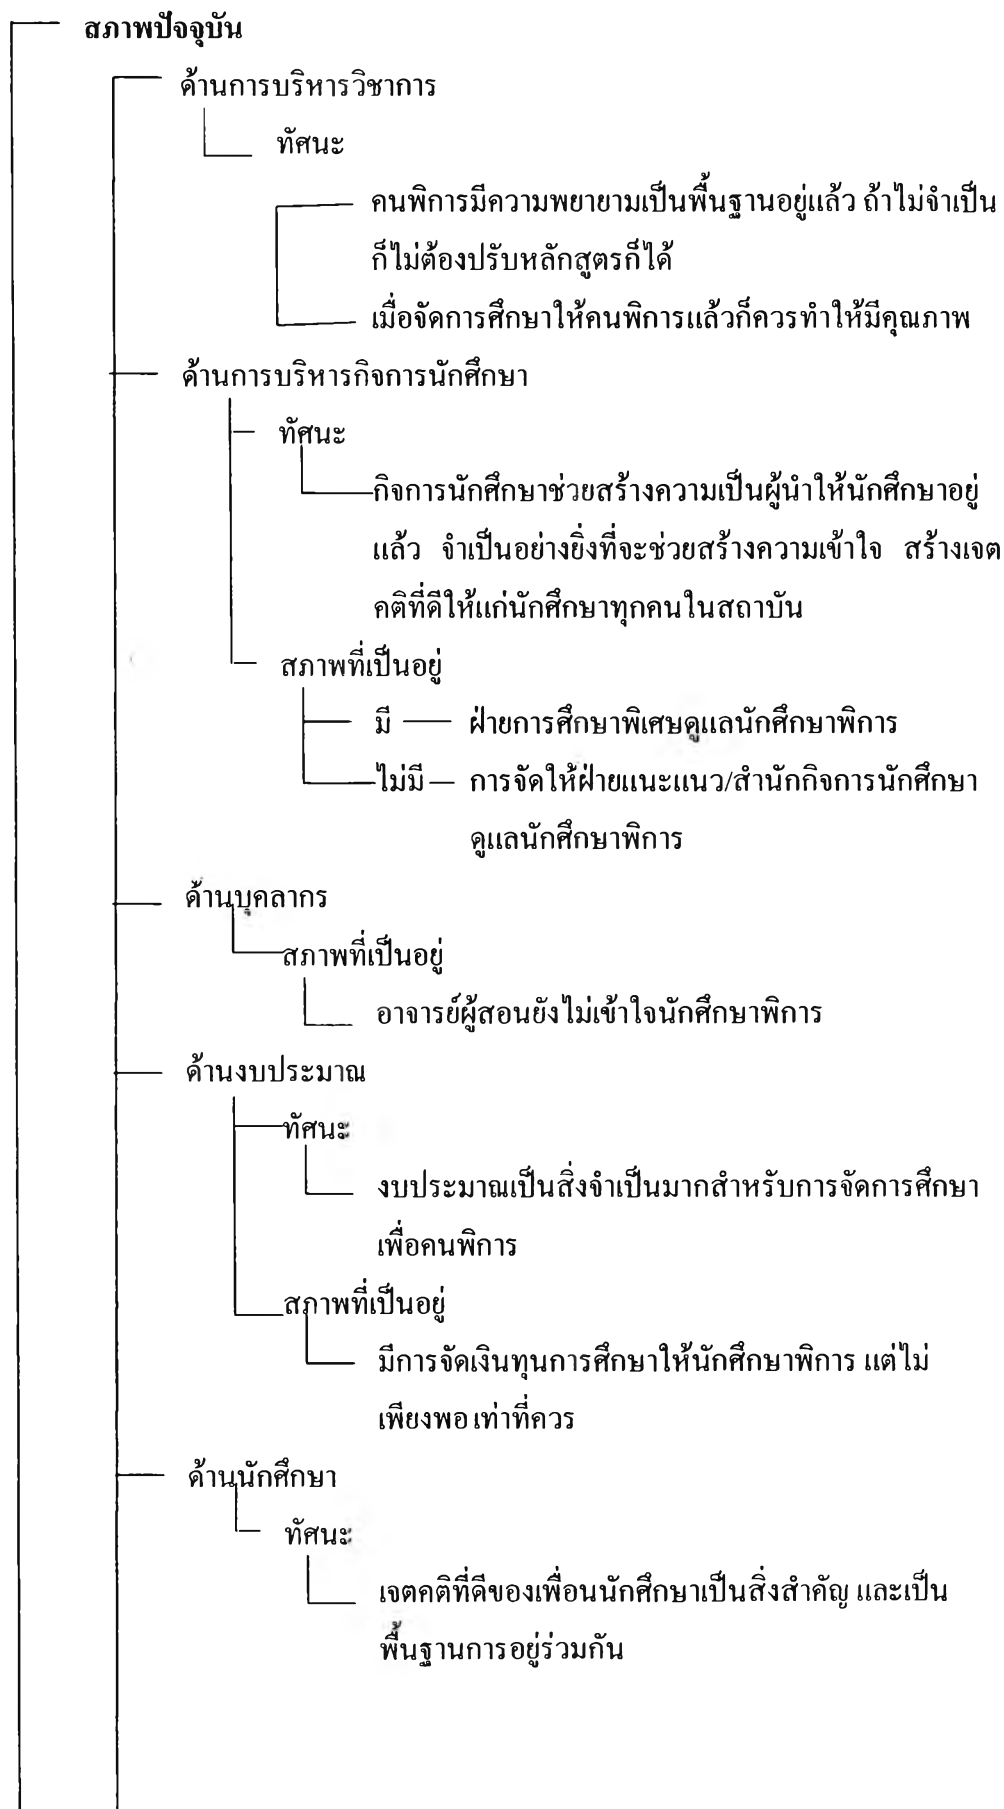 สภาพปัจจุบัน
ด้านการบริหารวิชาการ
ทัศนะ
คนพิการมีความพยายามเป็นพื้นฐานอยู่แล้ว ถ้าไม่จำเป็น
ก็ไม่ต้องปรับหลักสูตรก็ได้
เมื่อจัดการศึกษาให้คนพิการแล้วก็ควรทำให้มีคุณภาพ
ด้านการบริหารกิจการนักศึกษา
ทัศนะ
กิจการนักศึกษาช่วยสร้างความเป็นผู้นำให้นักศึกษาอยู่
แล้ว จำเป็นอย่างยิ่งที่จะช่วยสร้างความเข้าใจ สร้างเจต
คติที่ดีให้แก่นักศึกษาทุกคนในสถาบัน
สภาพที่เป็นอยู่
มี ฝ่ายการศึกษาพิเศษดูแลนักศึกษาพิการ
ไม่มี การจัดให้ฝ่ายแนะแนว/สำนักกิจการนักศึกษา
ดูแลนักศึกษาพิการ
ด้านบุคลากร
สภาพที่เป็นอยู่
อาจารย์ผู้สอนยังไม่เข้าใจนักศึกษาพิการ
ด้านงบประมาณ
ทัศนะ
งบประมาณเป็นสิ่งจำเป็นมากสำหรับการจัดการศึกษา
เพื่อคนพิการ
สภาพที่เป็นอยู่
มีการจัดเงินทุนการศึกษาให้นักศึกษาพิการ แต่ไม่
เพียงพอ เท่าที่ควร
ด้านนักศึกษา
ทัศนะ
เจตคติที่ดีของเพื่อนนักศึกษาเป็นสิ่งสำคัญ และเป็น
พื้นฐานการอยู่ร่วมกัน